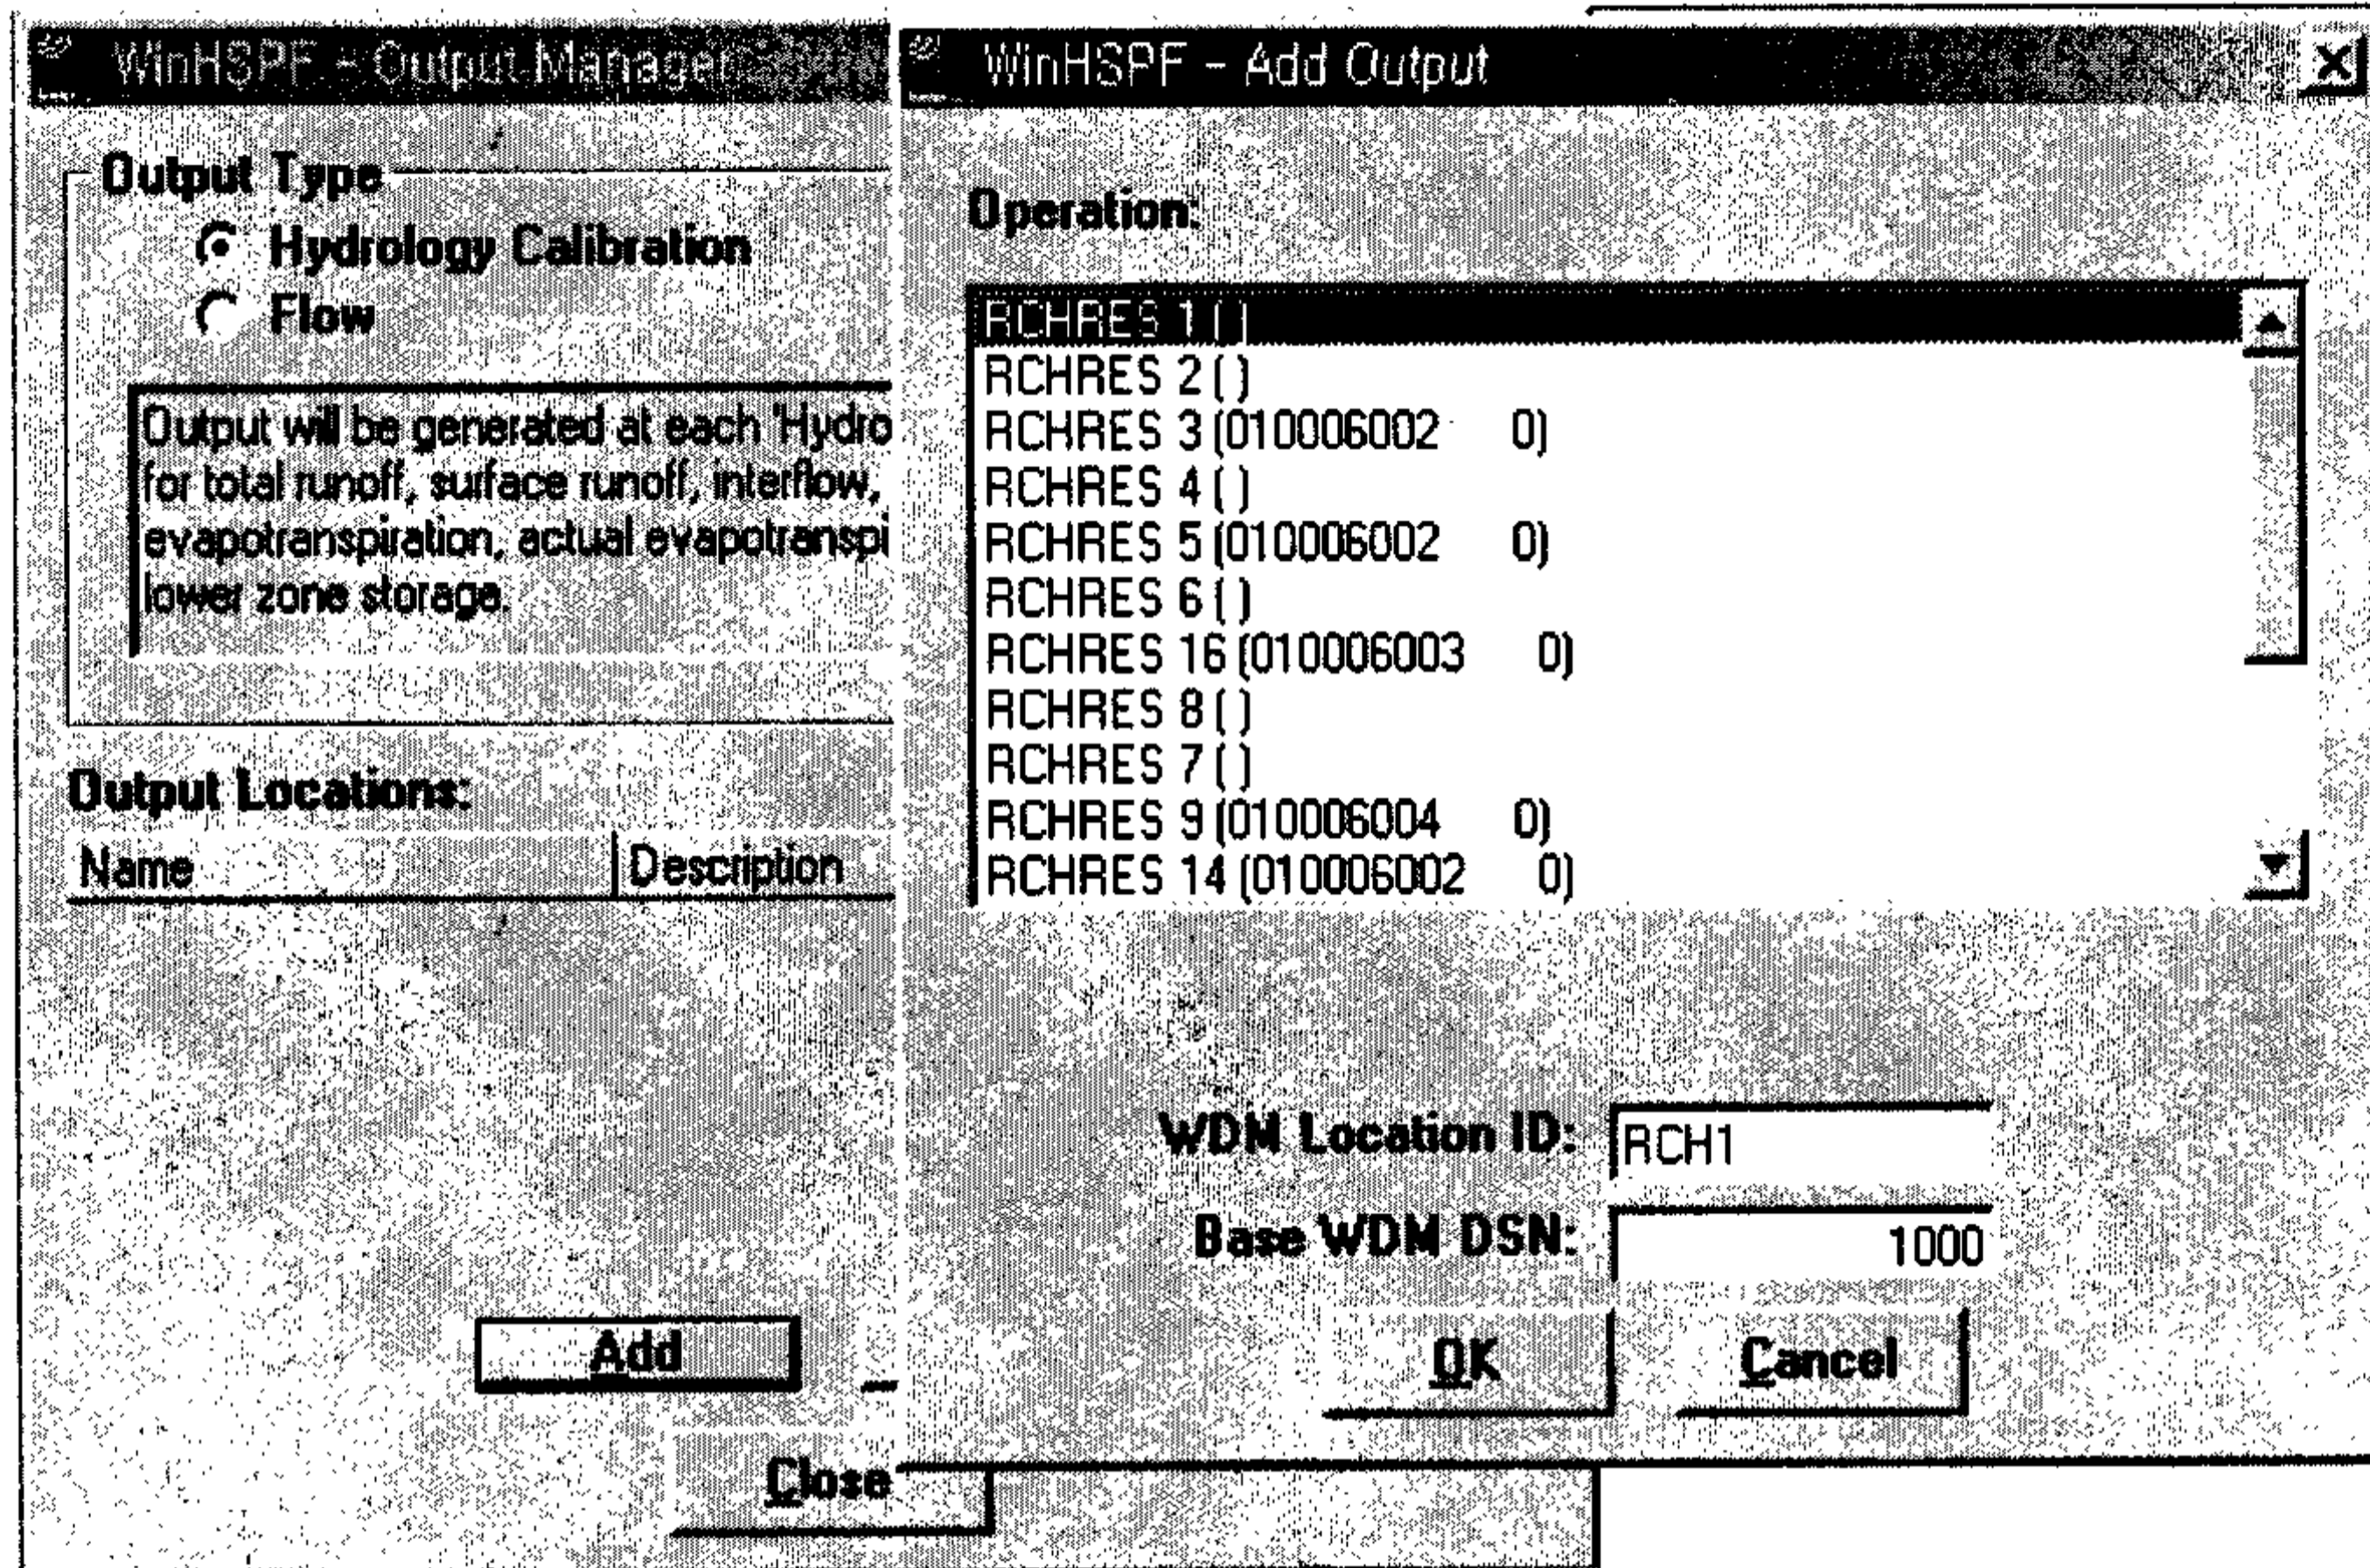 WinHSPF - Output Manager
Output Type
Hydrology Calibration
Flow
Output will be generated at each 'Hydro
for total runoff, surface runoff, interflow,
evapotranspiration, actual evapotranspi
lower zone storage.
Output Locations:
Name Description
Add
Close
WinHSPF - Add Output
Operation:
RCHRES 1 ()
RCHRES 2 ()
RCHRES 3 (010006002 0)
RCHRES 4 ()
RCHRES 5 (010006002 0)
RCHRES 6 ()
RCHRES 16 (010006003 0)
RCHRES 8 ()
RCHRES 7 ()
RCHRES 9 (010006004 0)
RCHRES 14 (010006002 0)
WDM Location ID: RCH1
Base WDM DSN: 1000
OK Cancel